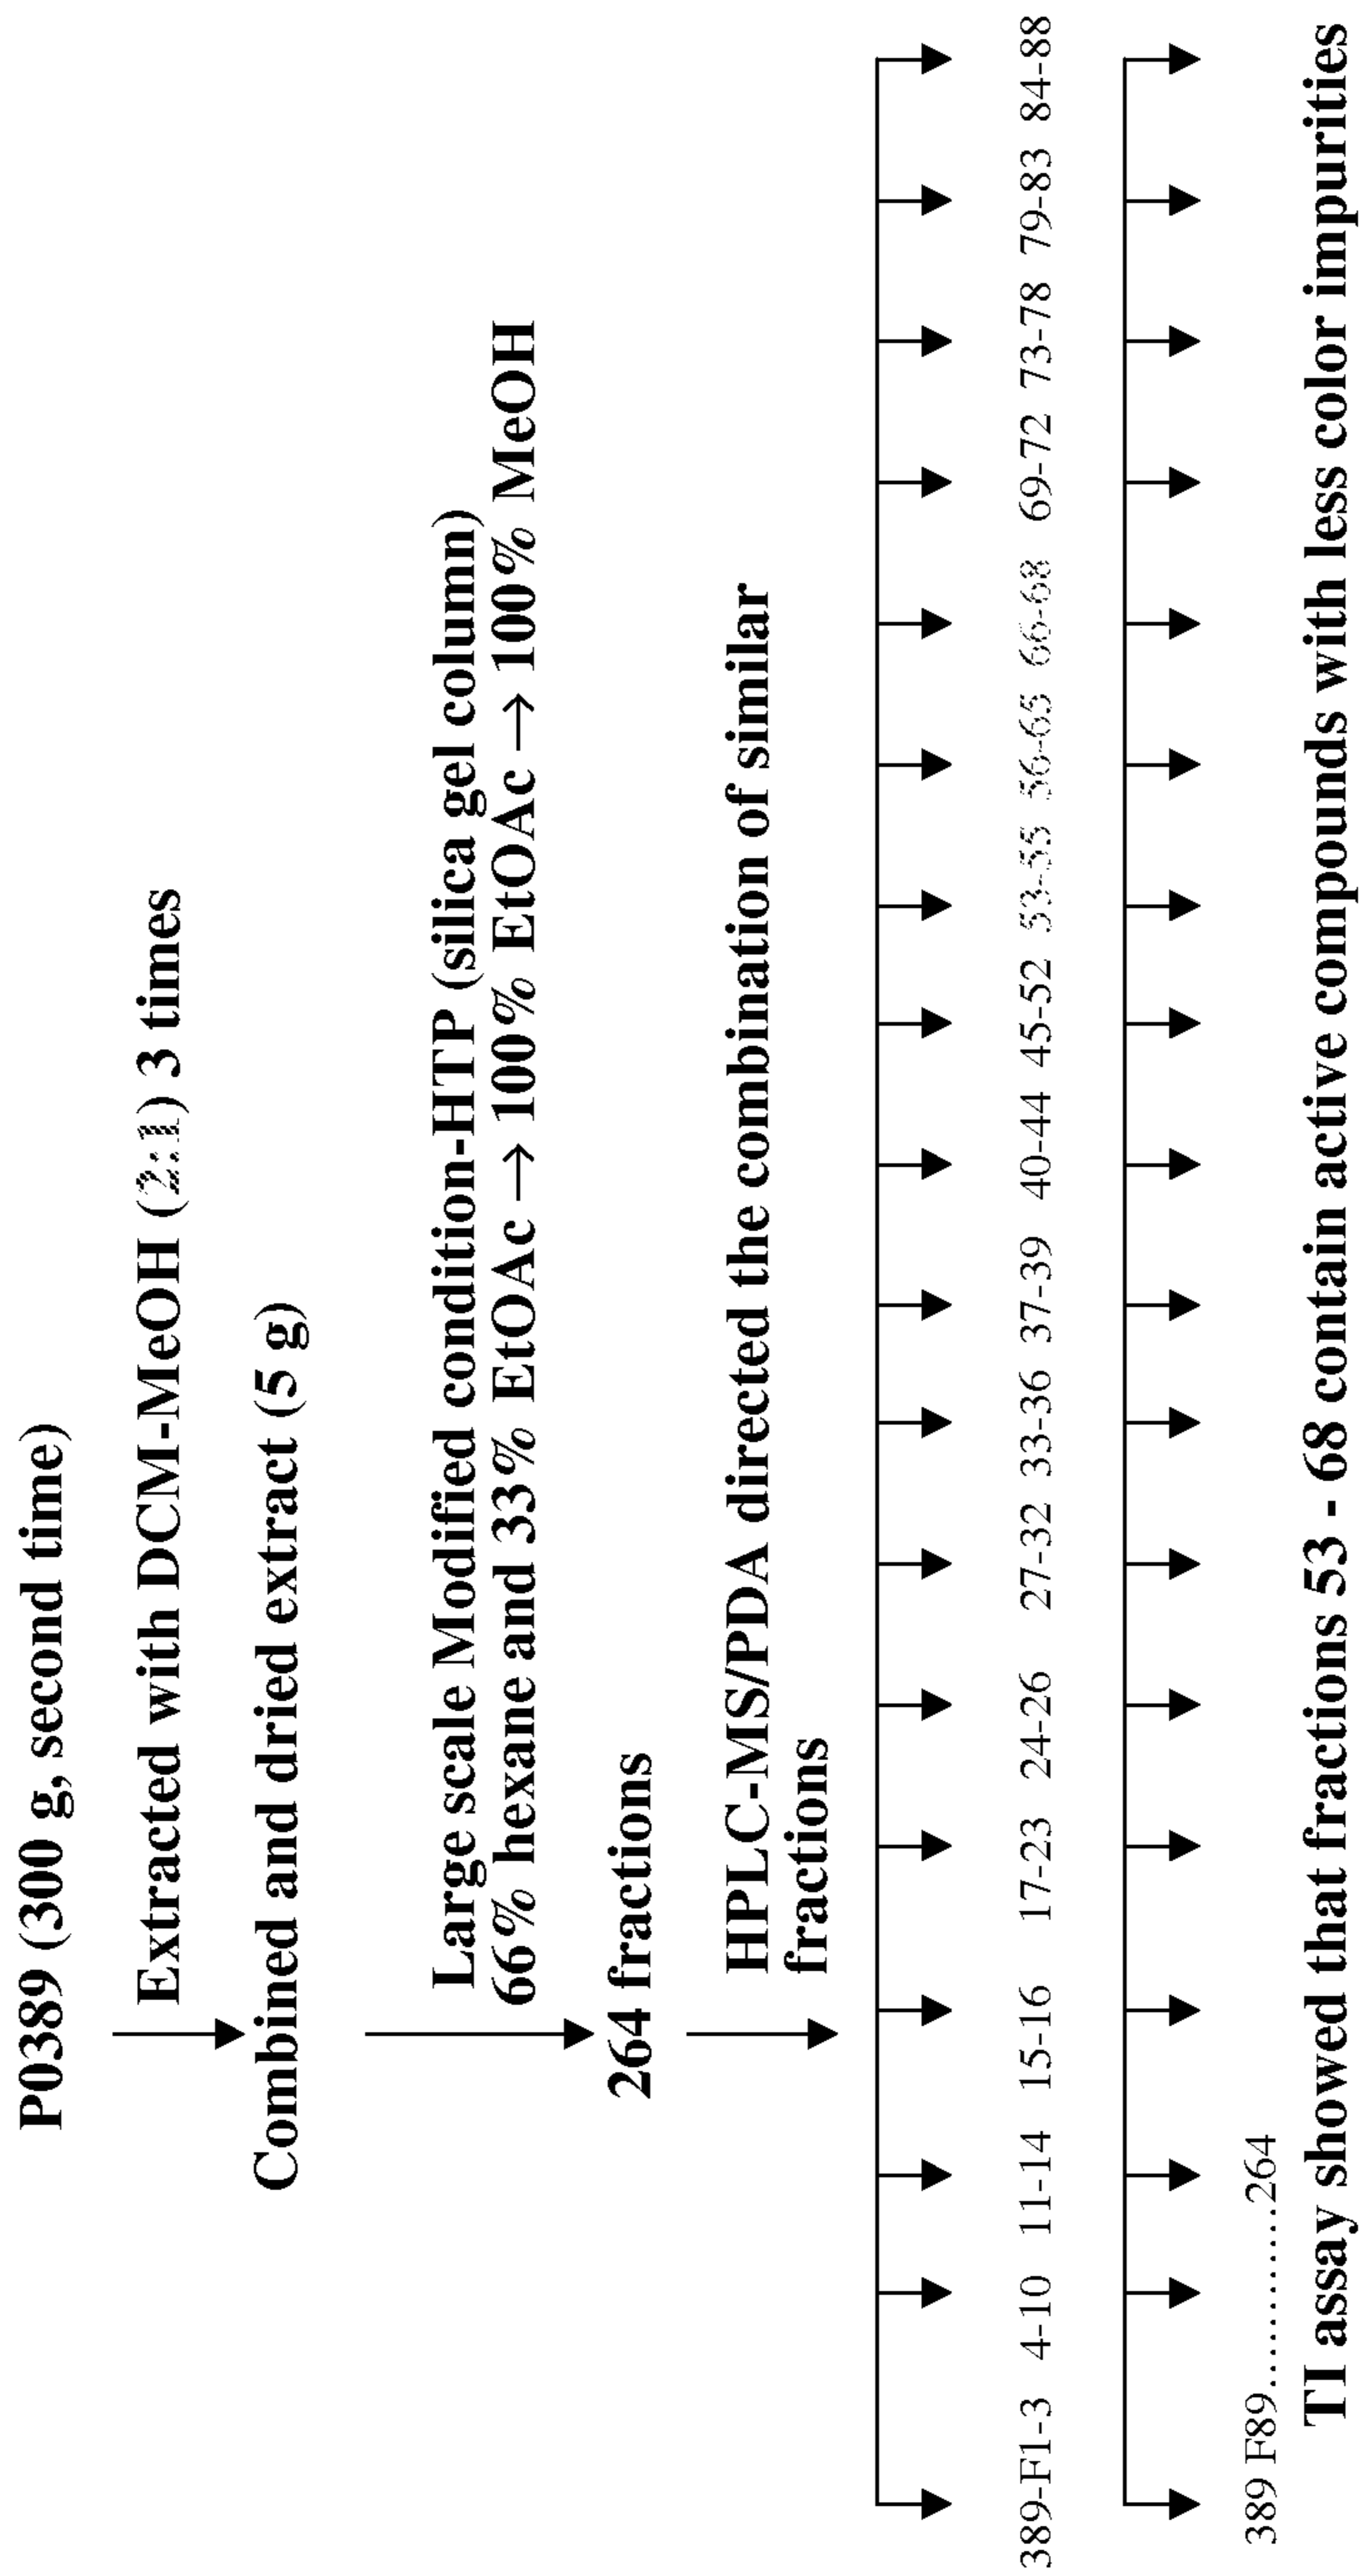 P0389 (300 g, second time)
Extracted with DCM-MeOH (2:1) 3 times
Combined and dried extract (5 g)
Large scale Modified condition-HTP (silica gel column)
66% hexane and 33% EtOAc → 100% EtOAc → 100% MeOH
264 fractions
HPLC-MS/PDA directed the combination of similar
fractions
389-F1-3 4-10 11-14 15-16 17-23 24-26 27-32 33-36 37-39 40-44 45-52 53-55 56-65 66-68 69-72 73-78 79-83 84-88
389 F89..............264
TI assay showed that fractions 53 - 68 contain active compounds with less color impurities